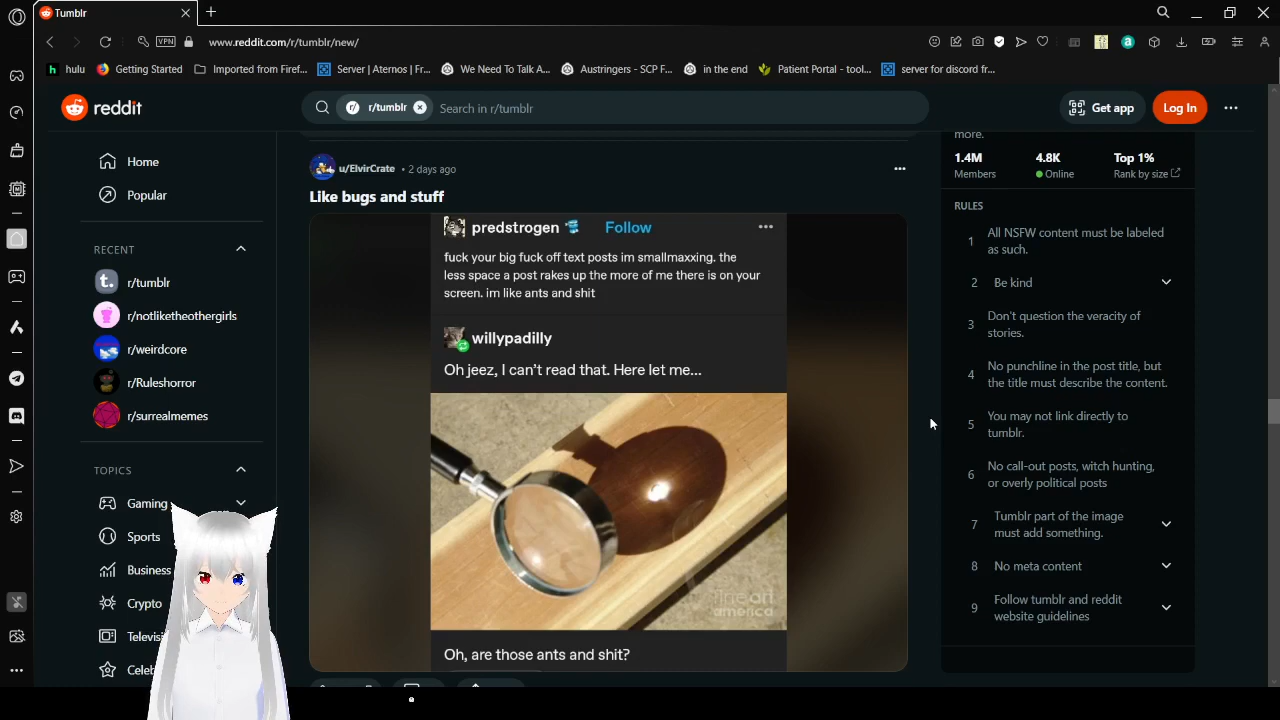 Tumblr
VPN
www.reddit.com/r/tumblr/new/
hulu
Getting Started
Imported from Firef...
Server | Aternos | Fr...
We Need To Talk A...
Austringers - SCP F...
in the end
Patient Portal - tool...
server for discord fr...
reddit
r/tumblr
Search in r/tumblr
Get app
Log In
Home
Popular
RECENT
r/tumblr
r/notliketheothergirls
r/weirdcore
r/Ruleshorror
r/surrealmemes
TOPICS
Gaming
Sports
Business
Crypto
Televisi
Celeb
u/ElvirCrate • 2 days ago
Like bugs and stuff
predstrogen Follow
fuck your big fuck off text posts im smallmaxxing. the
less space a post rakes up the more of me there is on your
screen. im like ants and shit
willypadilly
Oh jeez, I can't read that. Here let me...
fine art
america
Oh, are those ants and shit?
more.
1.4M 4.8K Top 1%
Members Online Rank by size
RULES
1 All NSFW content must be labeled
as such.
2 Be kind
3 Don't question the veracity of
stories.
4 No punchline in the post title, but
the title must describe the content.
5 You may not link directly to
tumblr.
6 No call-out posts, witch hunting,
or overly political posts
7 Tumblr part of the image
must add something.
8 No meta content
9 Follow tumblr and reddit
website guidelines